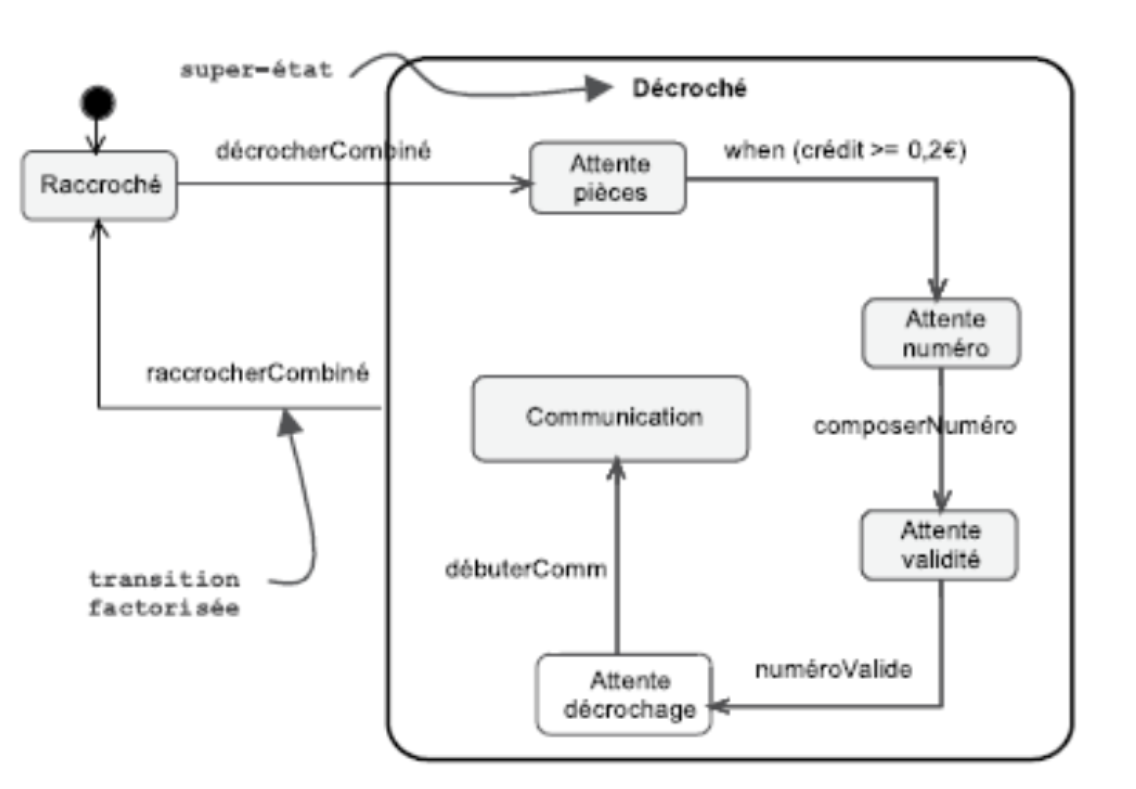 super-état
Décroché
décrocherCombiné
when (crédit >= 0,2€)
Attente
pièces
Raccroché
Attente
numéro
raccrocherCombiné
Communication
composerNuméro
Attente
validité
débuterComm
transition
factorisée
numéroValide
Attente
décrochage